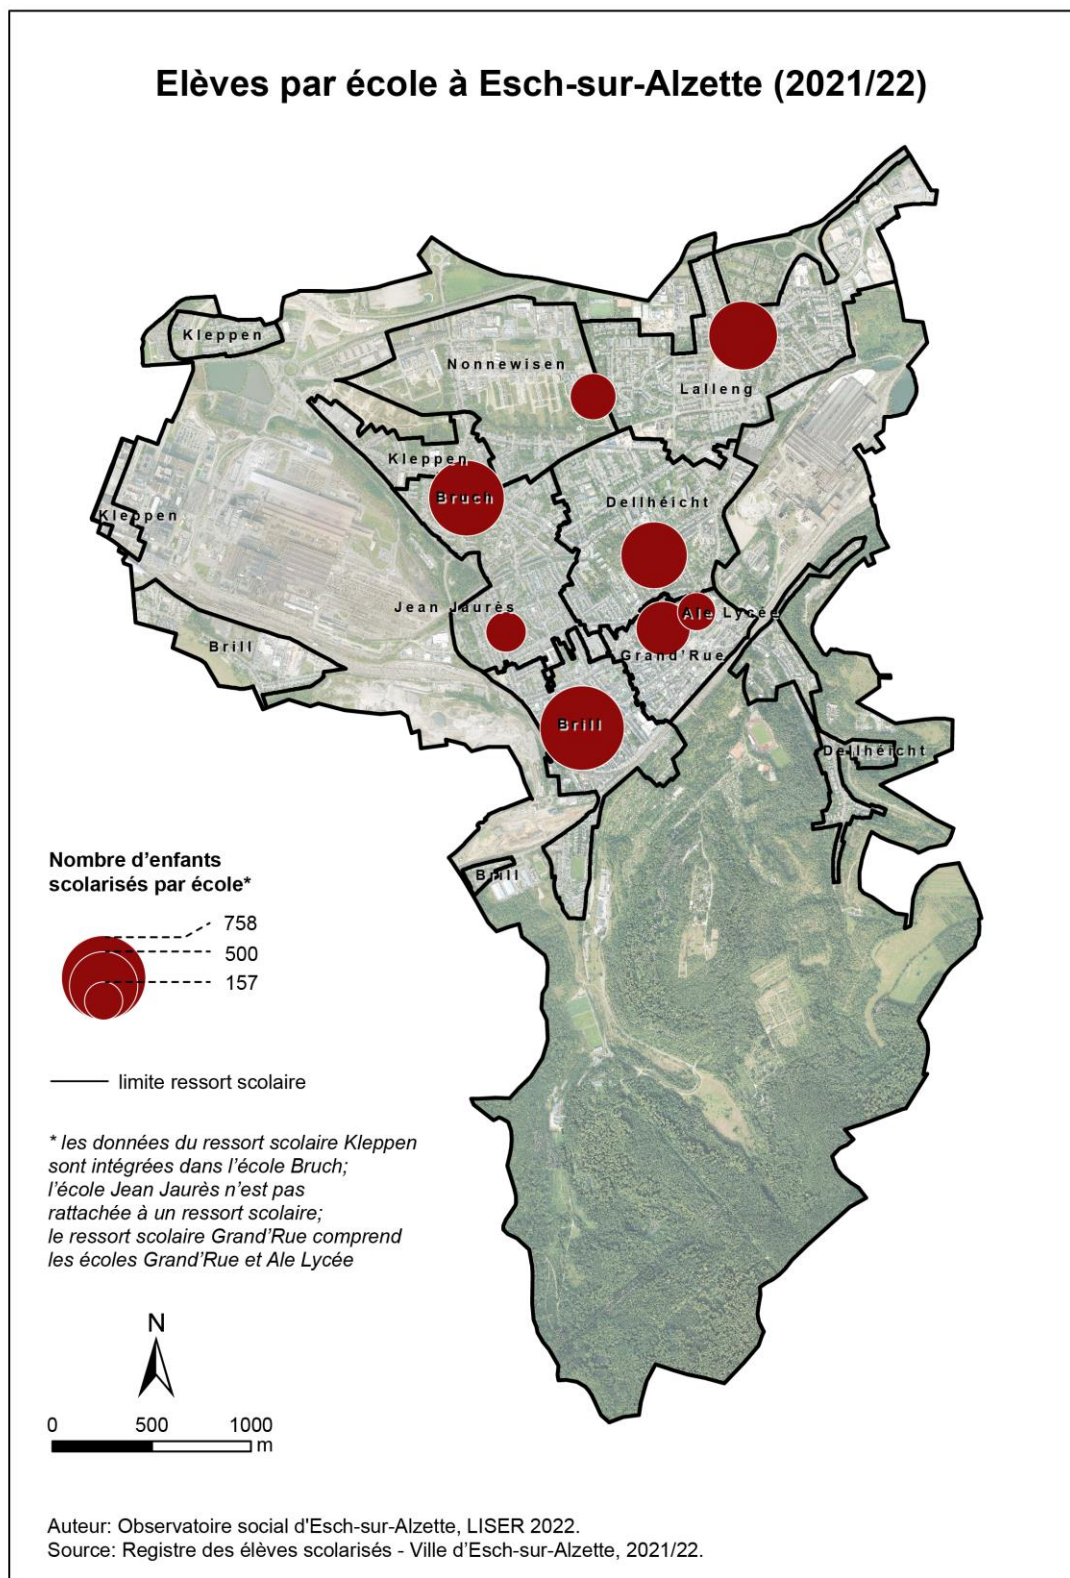 Elèves par école à Esch-sur-Alzette (2021/22)
Kleppen
Nonnewisen
Lalleng
Kleppen
Bruch
Dellhéicht
Kleppen
Jean Jaurès
Ale Lycée
Brill
Grand'Rue
Brill
Dellhéicht
Brill
Nombre d'enfants
scolarisés par école*
758
500
157
limite ressort scolaire
* les données du ressort scolaire Kleppen
sont intégrées dans l'école Bruch;
l'école Jean Jaurès n'est pas
rattachée à un ressort scolaire;
le ressort scolaire Grand'Rue comprend
les écoles Grand'Rue et Ale Lycée
N
0 500 1000
m
Auteur: Observatoire social d'Esch-sur-Alzette, LISER 2022.
Source: Registre des élèves scolarisés - Ville d'Esch-sur-Alzette, 2021/22.